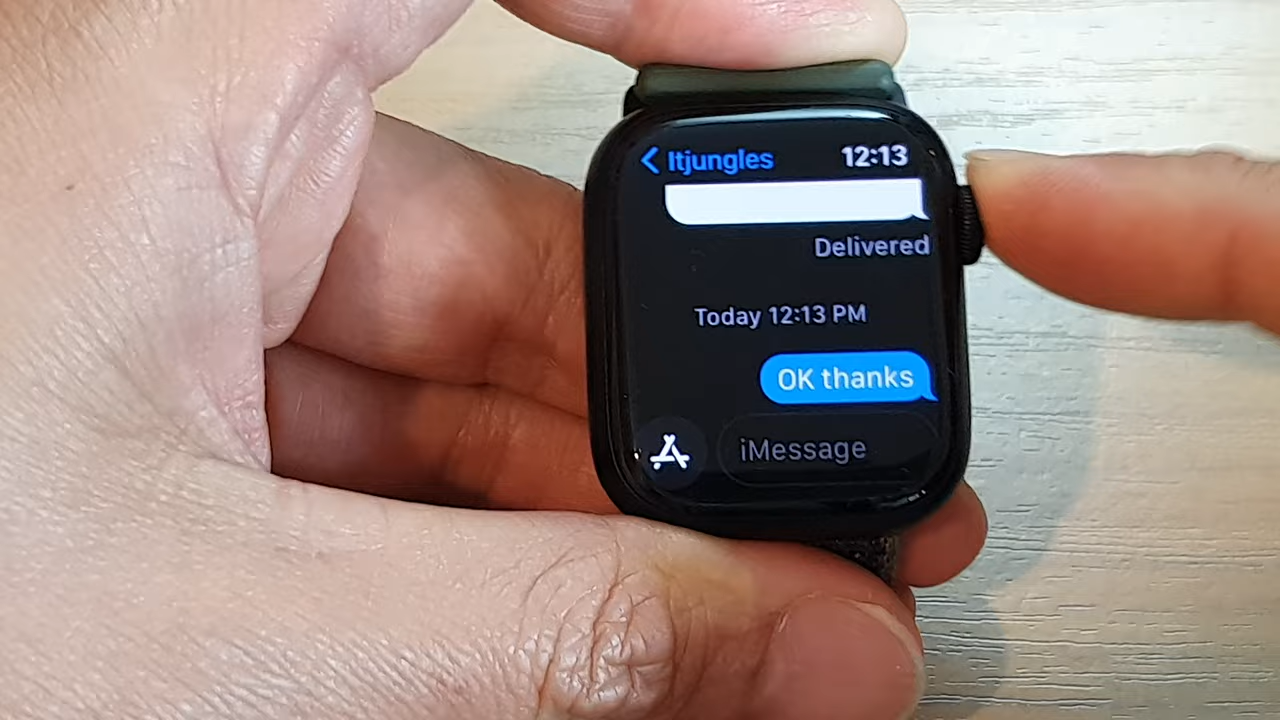 Itjungles 12:13
Delivered
Today 12:13 PM
OK thanks
iMessage